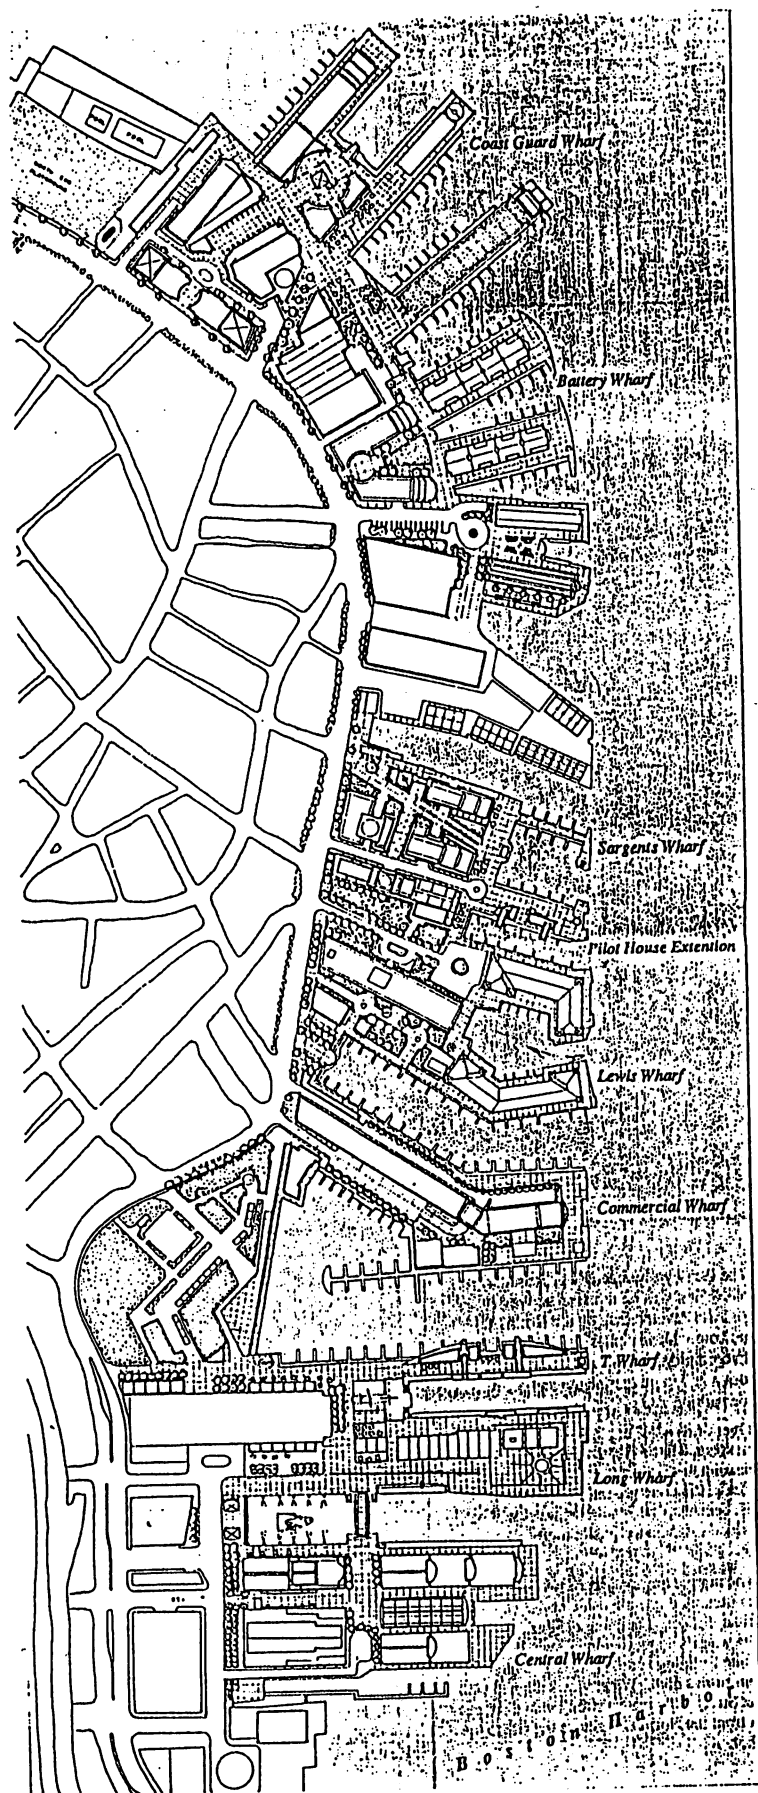 Coast Guard Wharf
Battery Wharf
Sargents Wharf
Pilot House Extention
Lewis Wharf
Commercial Wharf
T Wharf
Long Wharf
Central Wharf
Boston Harbor